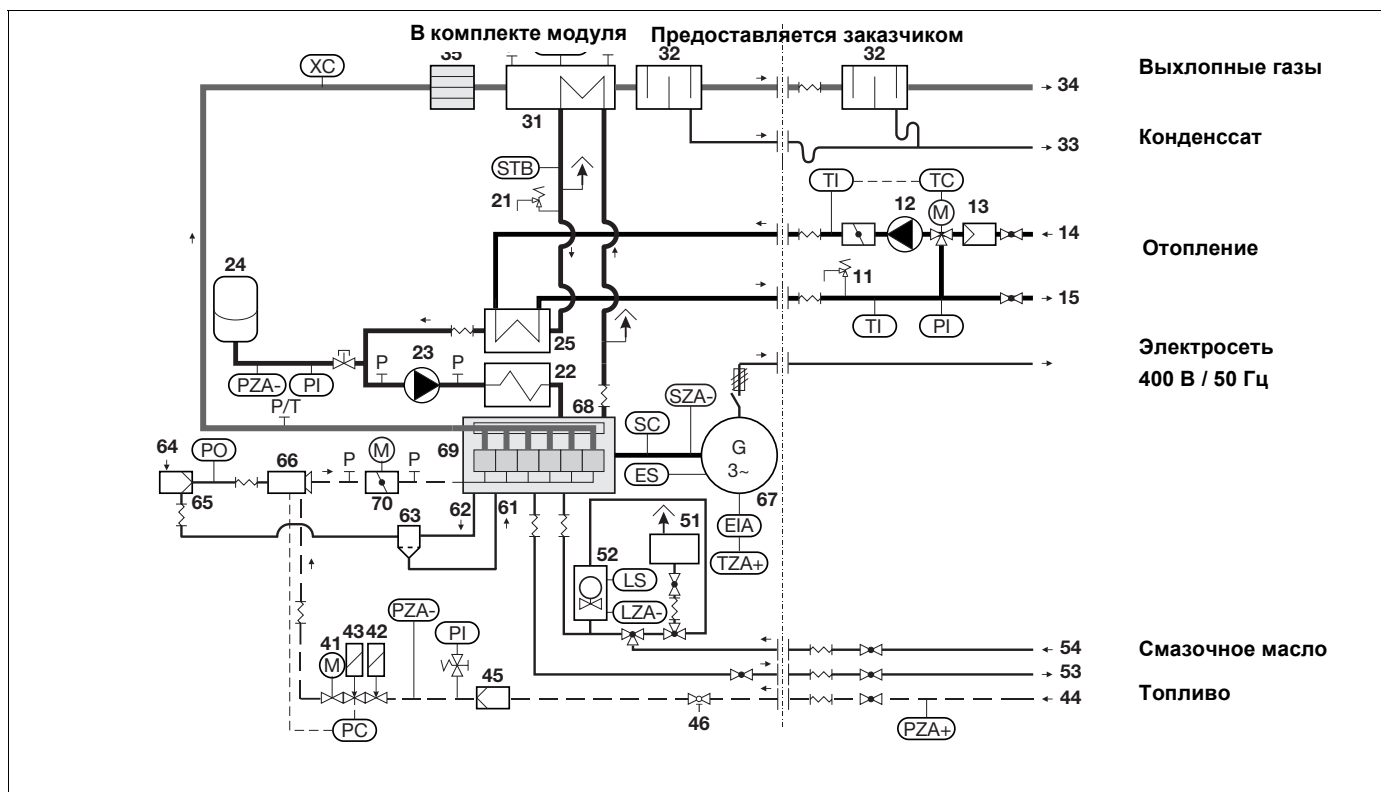 В комплекте модуля Предоставляется заказчиком
XC 35 32 32 34 Выхлопные газы
31
33 Конденссат
STB
21
TI TC
12 M 13
14
Отопление
24
11
15
25 TI PI
23
P P
22
PZA- PI
Электросеть
400 В / 50 Гц
P/T
68 SZA-
SC
69
G
3~
ES
67
64 PO 66 P M P
65 70
62 61
63
EIA
TZA+
51
52
LS
LZA-
PZA-
PI
43 42
41
M
45
54 Смазочное масло
53
44 Топливо
46
PC
PZA+